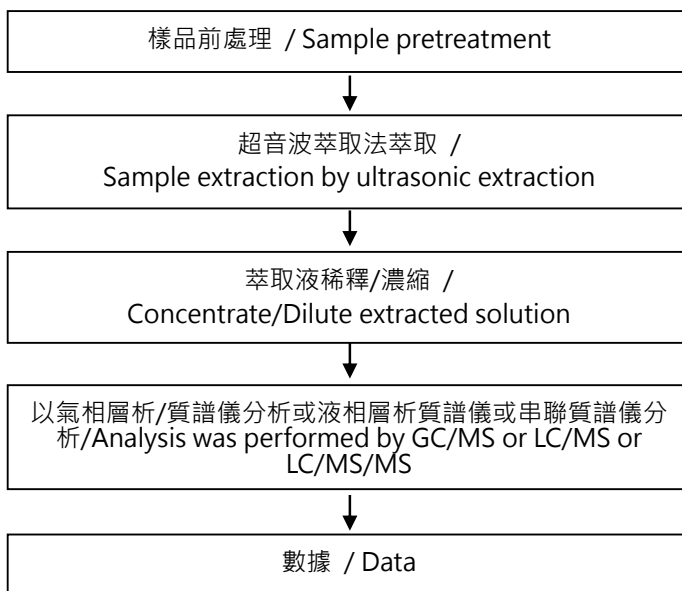 樣品前處理 / Sample pretreatment
超音波萃取法萃取 /
Sample extraction by ultrasonic extraction
萃取液稀釋/濃縮 /
Concentrate/Dilute extracted solution
以氣相層析/質譜儀分析或液相層析質譜儀或串聯質譜儀分
析/Analysis was performed by GC/MS or LC/MS or
LC/MS/MS
數據 / Data